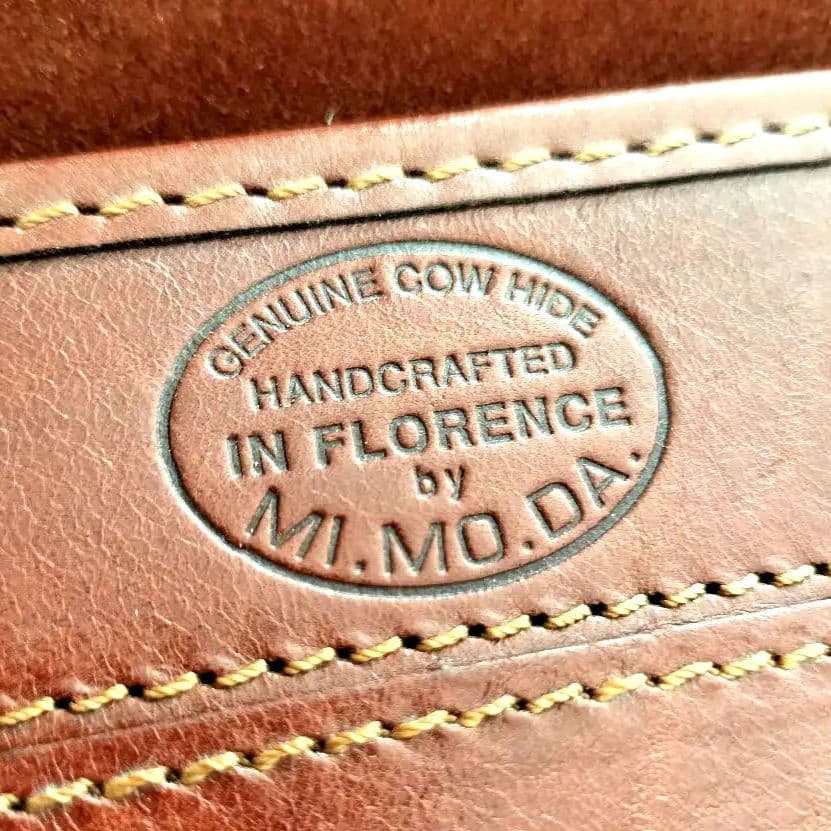 GENUINE COW HIDE
HANDCRAFTED
IN FLORENCE
by
MI.MO.DA.